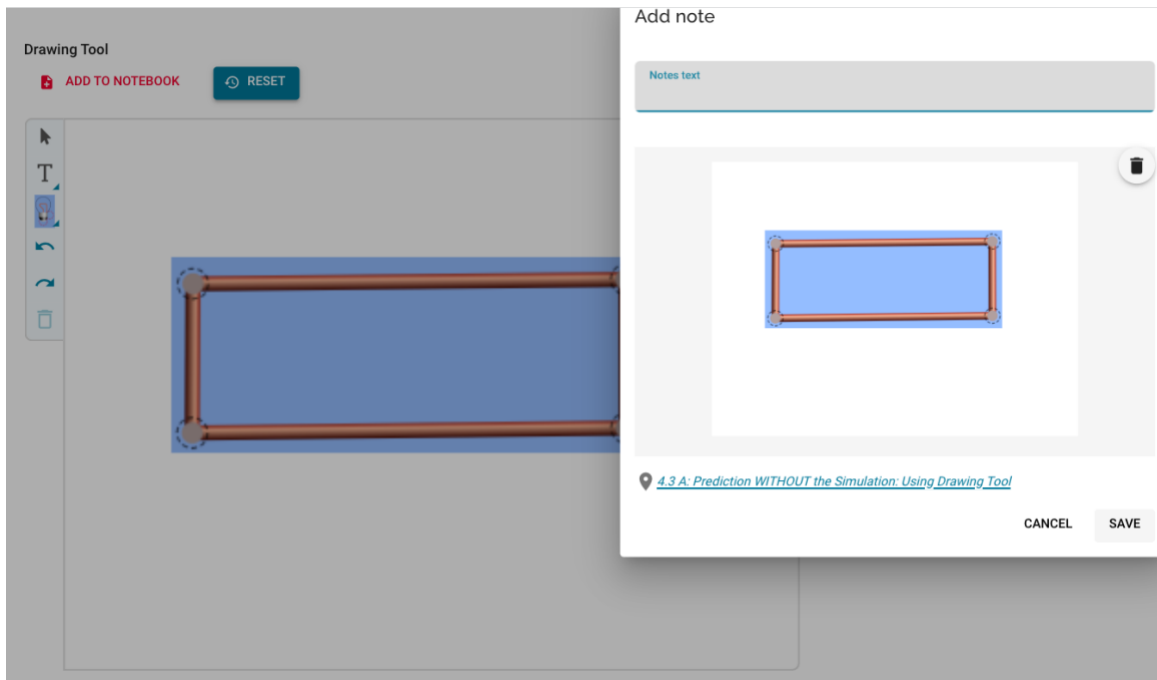 Add note
Drawing Tool
ADD TO NOTEBOOK
RESET
Notes text
T
4.3 A: Prediction WITHOUT the Simulation: Using Drawing Tool
CANCEL
SAVE